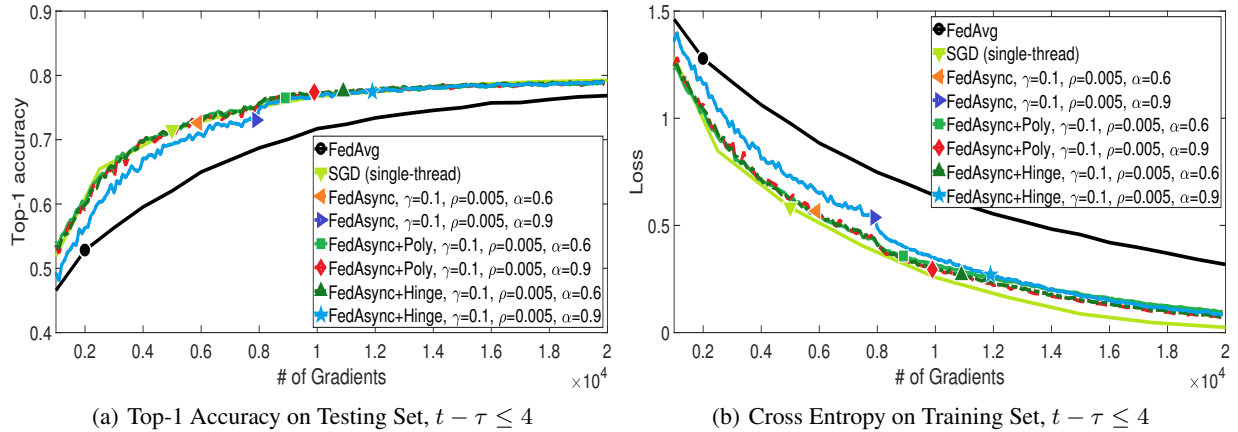 0.9
0.8
0.7
0.6
0.5
0.4
Top-1 accuracy
FedAvg
SGD (single-thread)
FedAsync, γ=0.1, ρ=0.005, α=0.6
FedAsync, γ=0.1, ρ=0.005, α=0.9
FedAsync+Poly, γ=0.1, ρ=0.005, α=0.6
FedAsync+Poly, γ=0.1, ρ=0.005, α=0.9
FedAsync+Hinge, γ=0.1, ρ=0.005, α=0.6
FedAsync+Hinge, γ=0.1, ρ=0.005, α=0.9
0.2 0.4 0.6 0.8 1 1.2 1.4 1.6 1.8 2
# of Gradients
×10⁴
(a) Top-1 Accuracy on Testing Set, t − τ ≤ 4
1.5
1
0.5
0
Loss
FedAvg
SGD (single-thread)
FedAsync, γ=0.1, ρ=0.005, α=0.6
FedAsync, γ=0.1, ρ=0.005, α=0.9
FedAsync+Poly, γ=0.1, ρ=0.005, α=0.6
FedAsync+Poly, γ=0.1, ρ=0.005, α=0.9
FedAsync+Hinge, γ=0.1, ρ=0.005, α=0.6
FedAsync+Hinge, γ=0.1, ρ=0.005, α=0.9
0.2 0.4 0.6 0.8 1 1.2 1.4 1.6 1.8 2
# of Gradients
×10⁴
(b) Cross Entropy on Training Set, t − τ ≤ 4